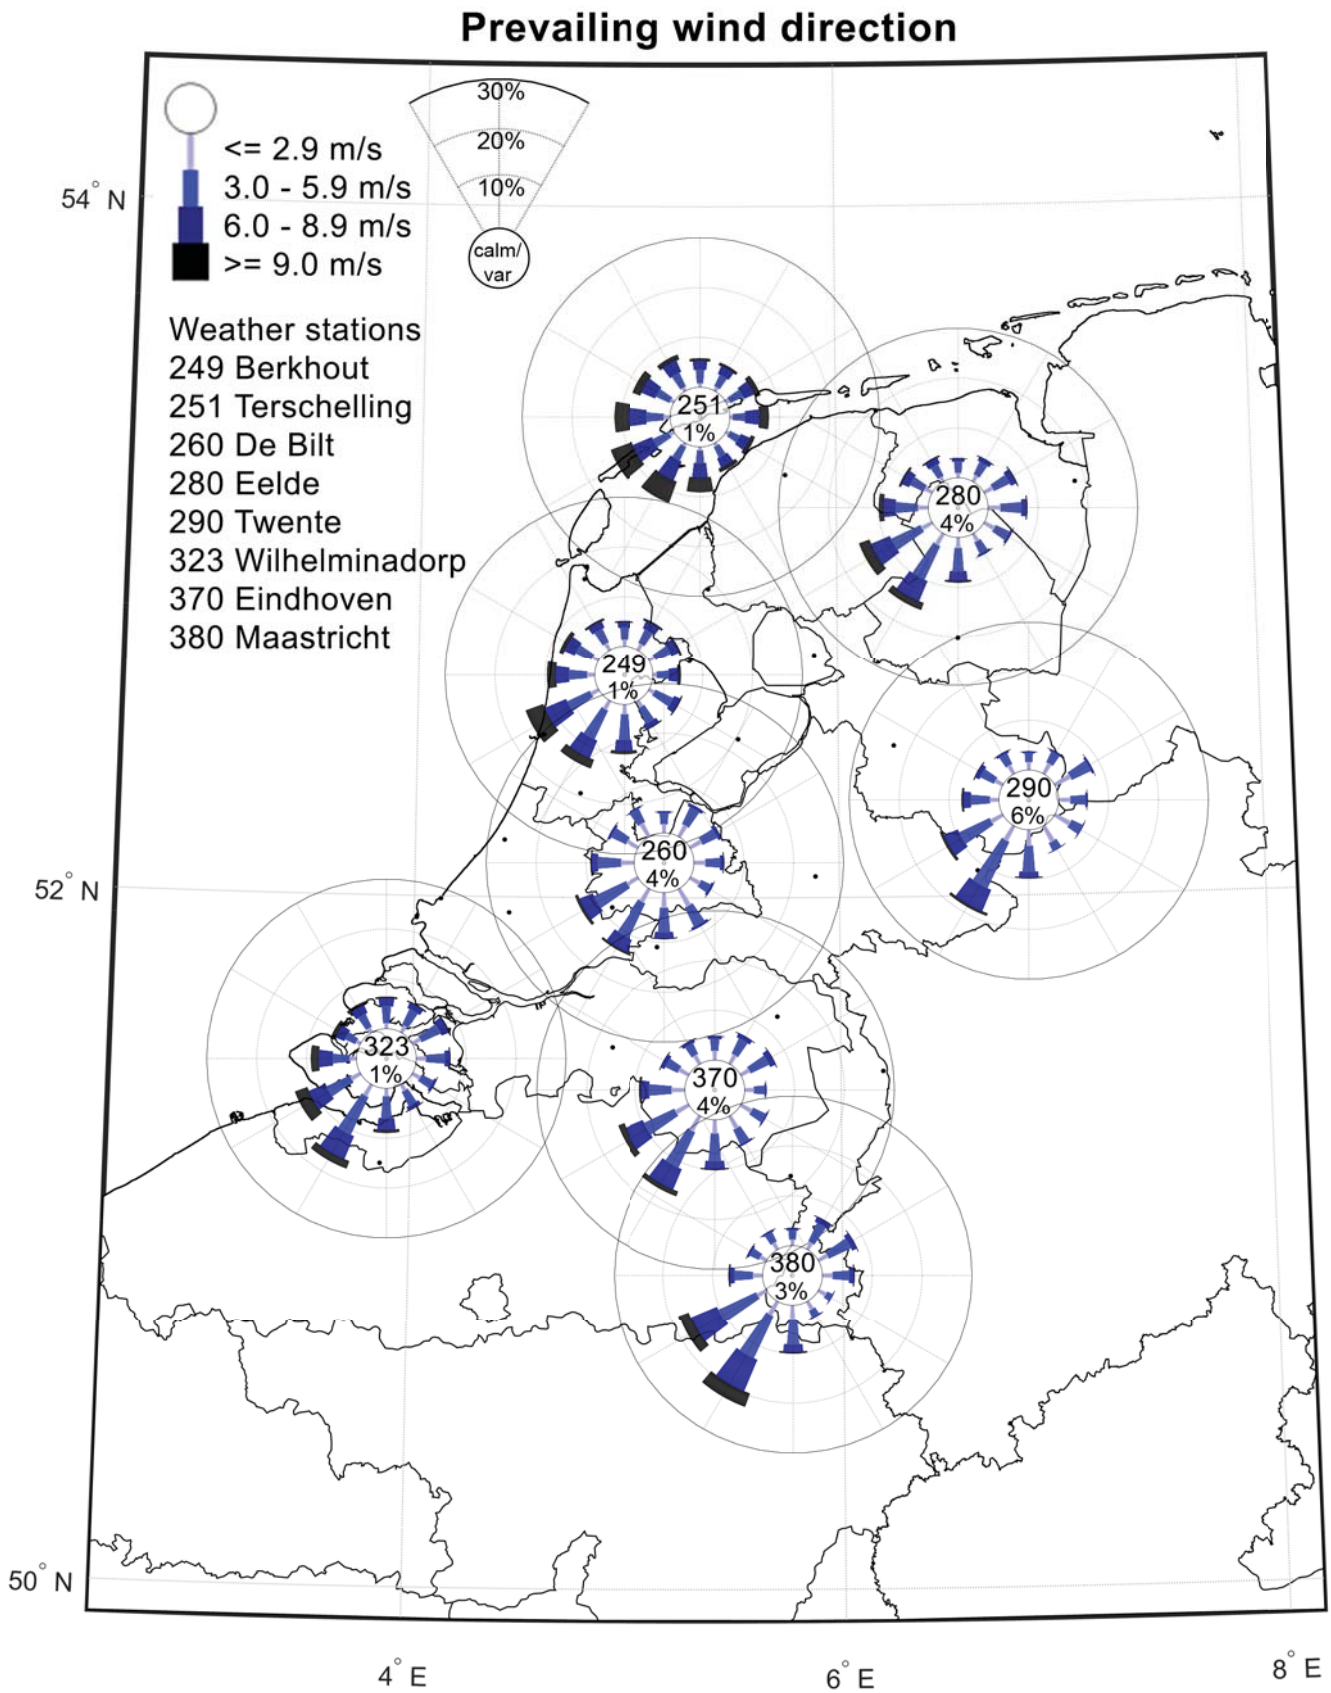 Prevailing wind direction
<= 2.9 m/s
3.0 - 5.9 m/s
6.0 - 8.9 m/s
>= 9.0 m/s
30%
20%
10%
calm/
var
Weather stations
249 Berkhout
251 Terschelling
260 De Bilt
280 Eelde
290 Twente
323 Wilhelminadorp
370 Eindhoven
380 Maastricht
251
1%
280
4%
249
1%
290
6%
260
4%
323
1%
370
4%
380
3%
54° N
52° N
50° N
4° E
6° E
8° E